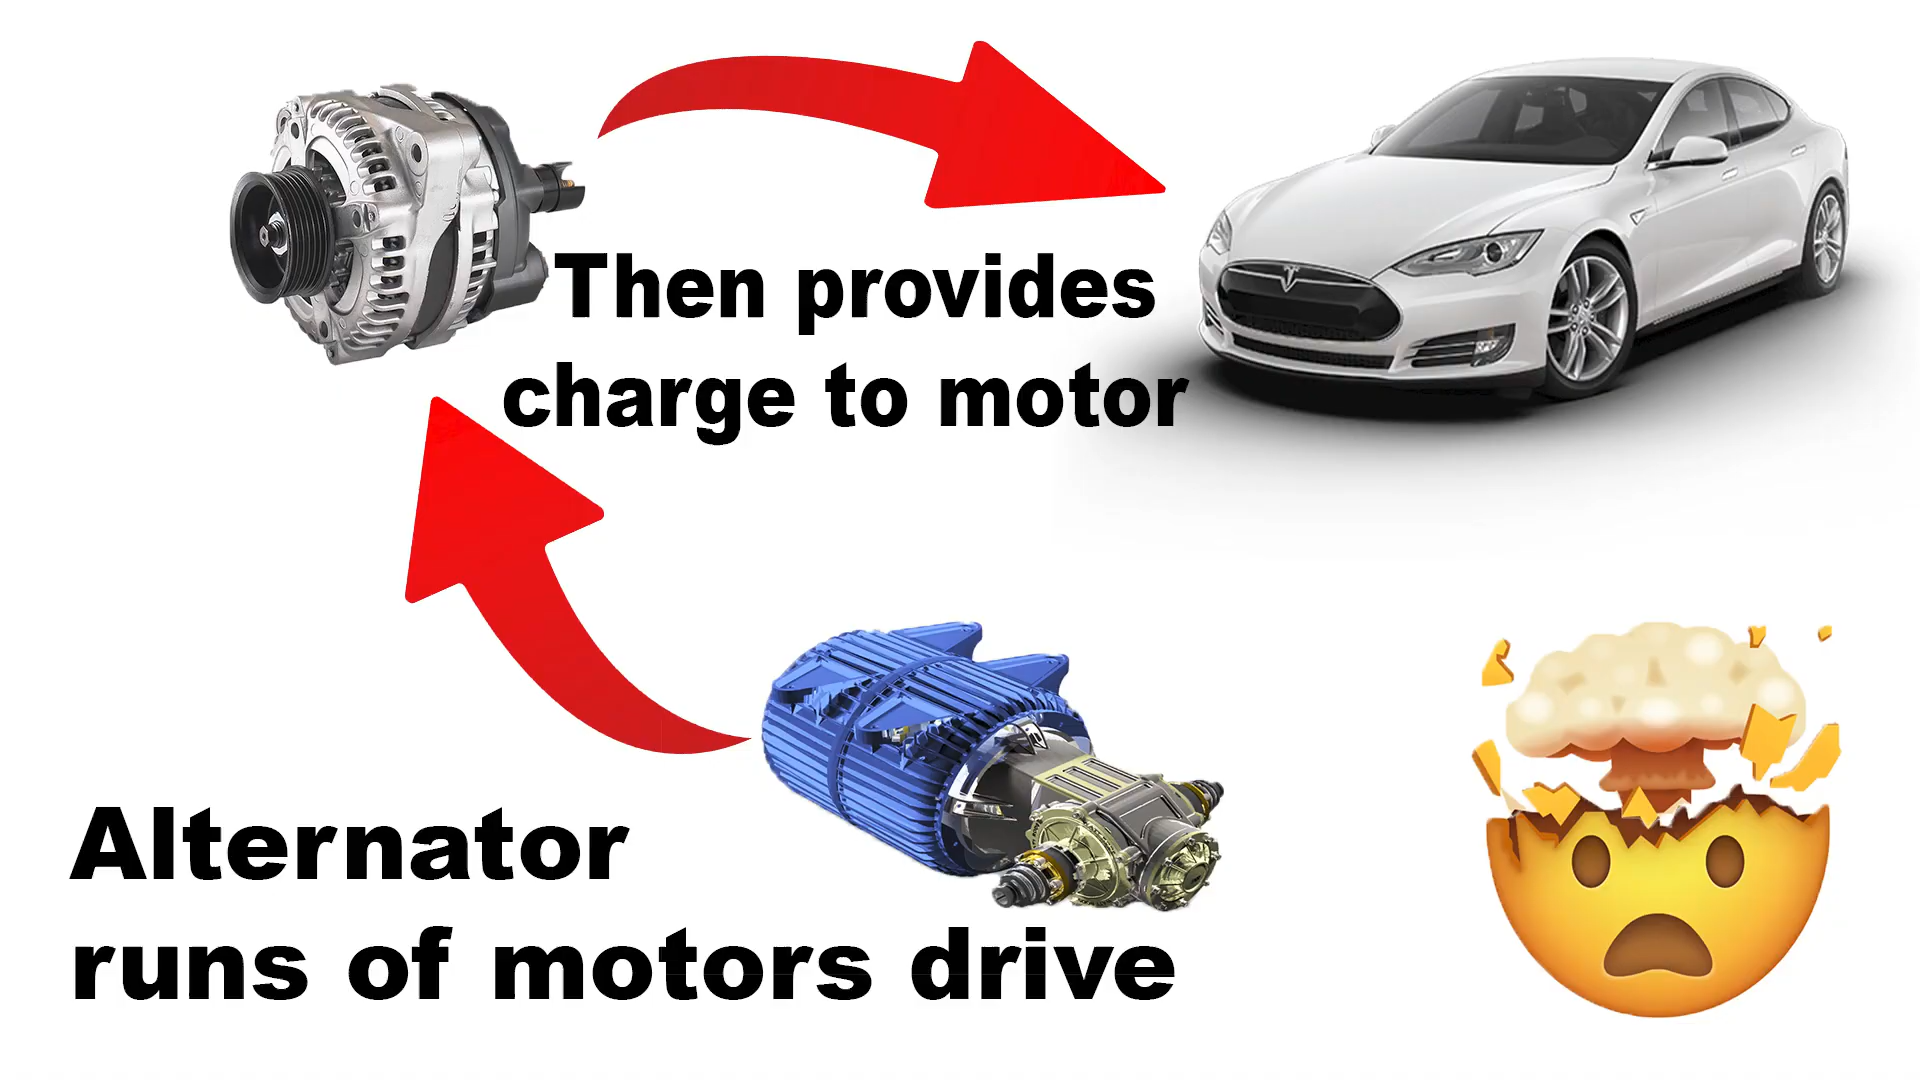 Then provides
charge to motor
Alternator
runs of motors drive